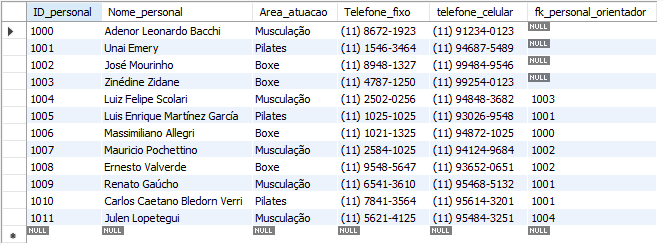 ID_personal Nome_personal Area_atuacao Telefone_fixo telefone_celular fk_personal_orientador
1000 Adenor Leonardo Bacchi Musculação (11) 8672-1923 (11) 91234-0123 NULL
1001 Unai Emery Pilates (11) 1546-3464 (11) 94687-5489 NULL
1002 José Mourinho Boxe (11) 8948-1327 (11) 99484-9546 NULL
1003 Zinédine Zidane Boxe (11) 4787-1250 (11) 99254-0123 NULL
1004 Luiz Felipe Scolari Musculação (11) 2502-0256 (11) 94848-3682 1003
1005 Luis Enrique Martínez García Pilates (11) 1025-1025 (11) 93026-9548 1001
1006 Massimiliano Allegri Boxe (11) 1021-1325 (11) 94872-1025 1000
1007 Mauricio Pochettino Musculação (11) 2584-1025 (11) 94124-9684 1002
1008 Ernesto Valverde Boxe (11) 9548-5647 (11) 93652-0651 1002
1009 Renato Gaúcho Musculação (11) 6541-3610 (11) 95468-5132 1001
1010 Carlos Caetano Bledorn Verri Pilates (11) 7841-3564 (11) 95614-3201 1001
1011 Julen Lopetegui Musculação (11) 5621-4125 (11) 95484-3251 1004
NULL NULL NULL NULL NULL NULL